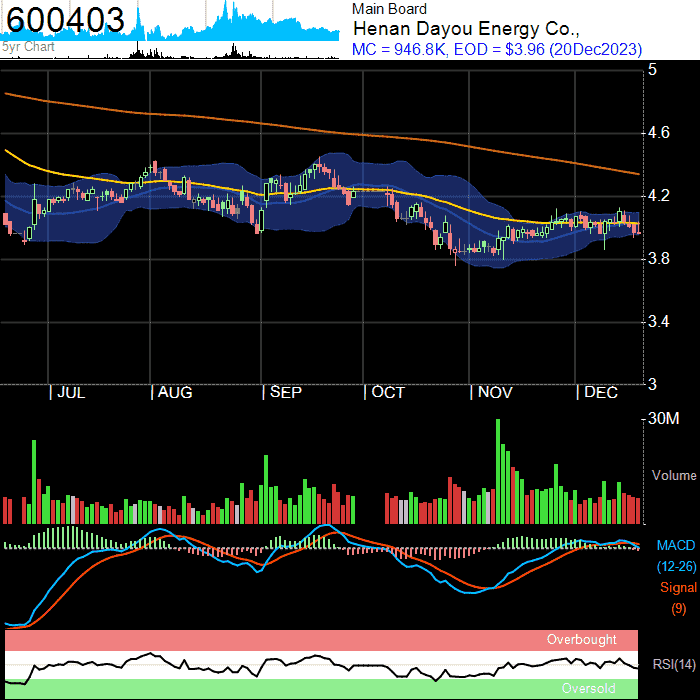 600403
5yr Chart
Main Board
Henan Dayou Energy Co.,
MC = 946.8K, EOD = $3.96 (20Dec2023)
5
4.6
4.2
3.8
3.4
3
| JUL | AUG | SEP | OCT | NOV | DEC
30M
Volume
MACD
(12-26)
Signal
(9)
Overbought
RSI(14)
Oversold